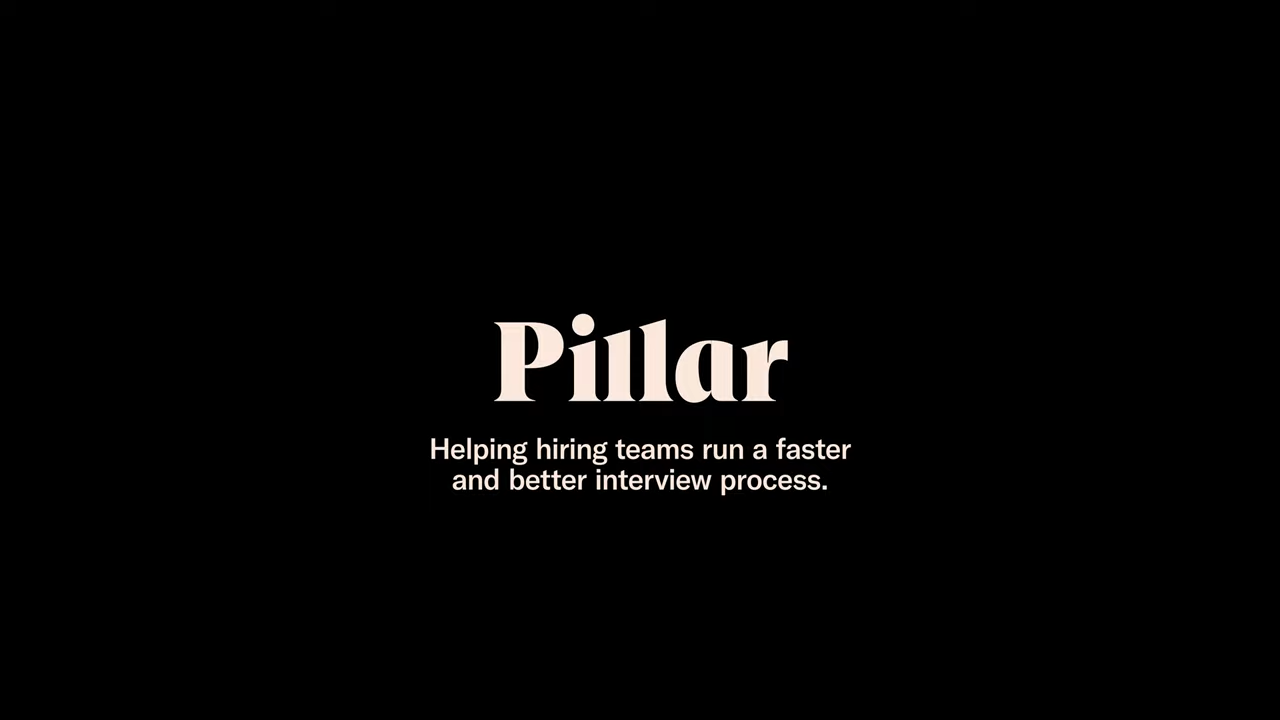 Pillar
Helping hiring teams run a faster
and better interview process.